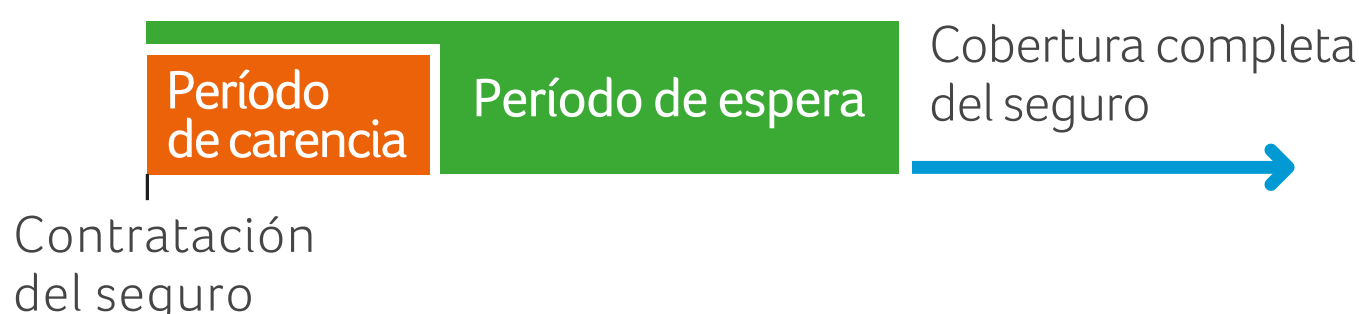 Período
de carencia
Período de espera
Cobertura completa
del seguro
Contratación
del seguro